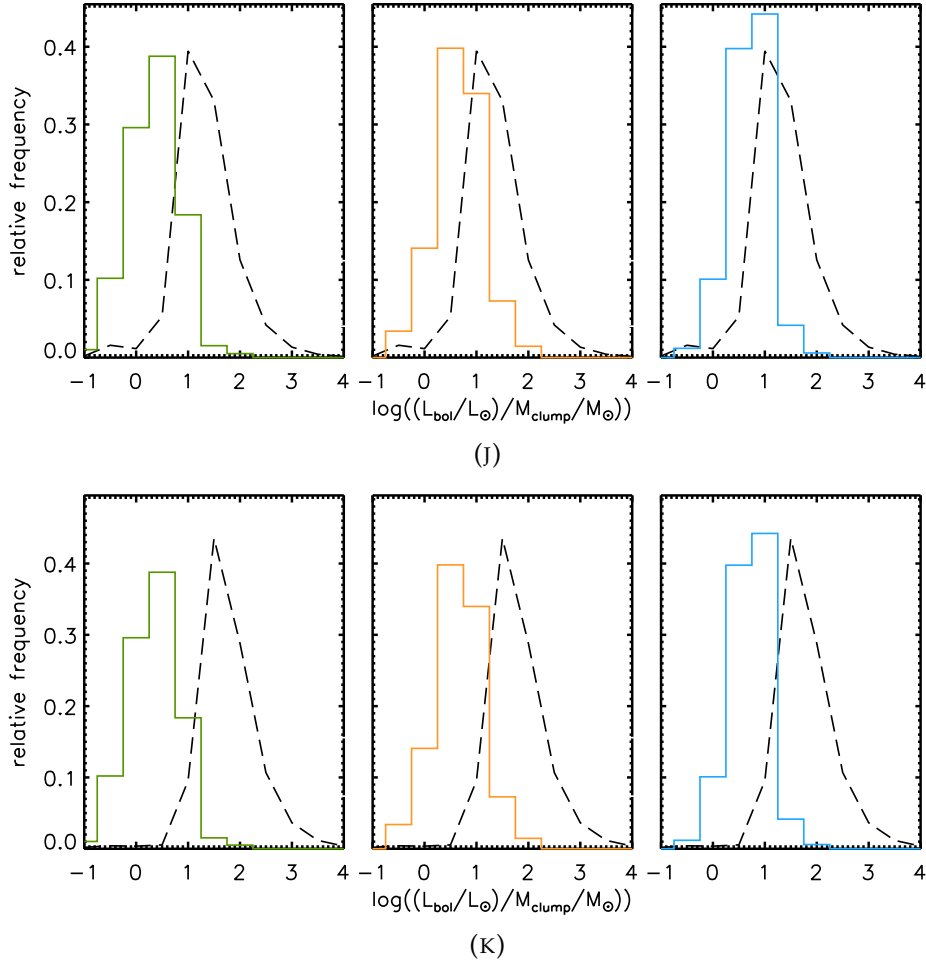 relative frequency
0.4
0.3
0.2
0.1
0.0
-1 0 1 2 3 4 -1 0 1 2 3 4 -1 0 1 2 3 4
log((L_bol/L_⊙)/M_clump/M_⊙))
(J)
relative frequency
0.4
0.3
0.2
0.1
0.0
-1 0 1 2 3 4 -1 0 1 2 3 4 -1 0 1 2 3 4
log((L_bol/L_⊙)/M_clump/M_⊙))
(K)